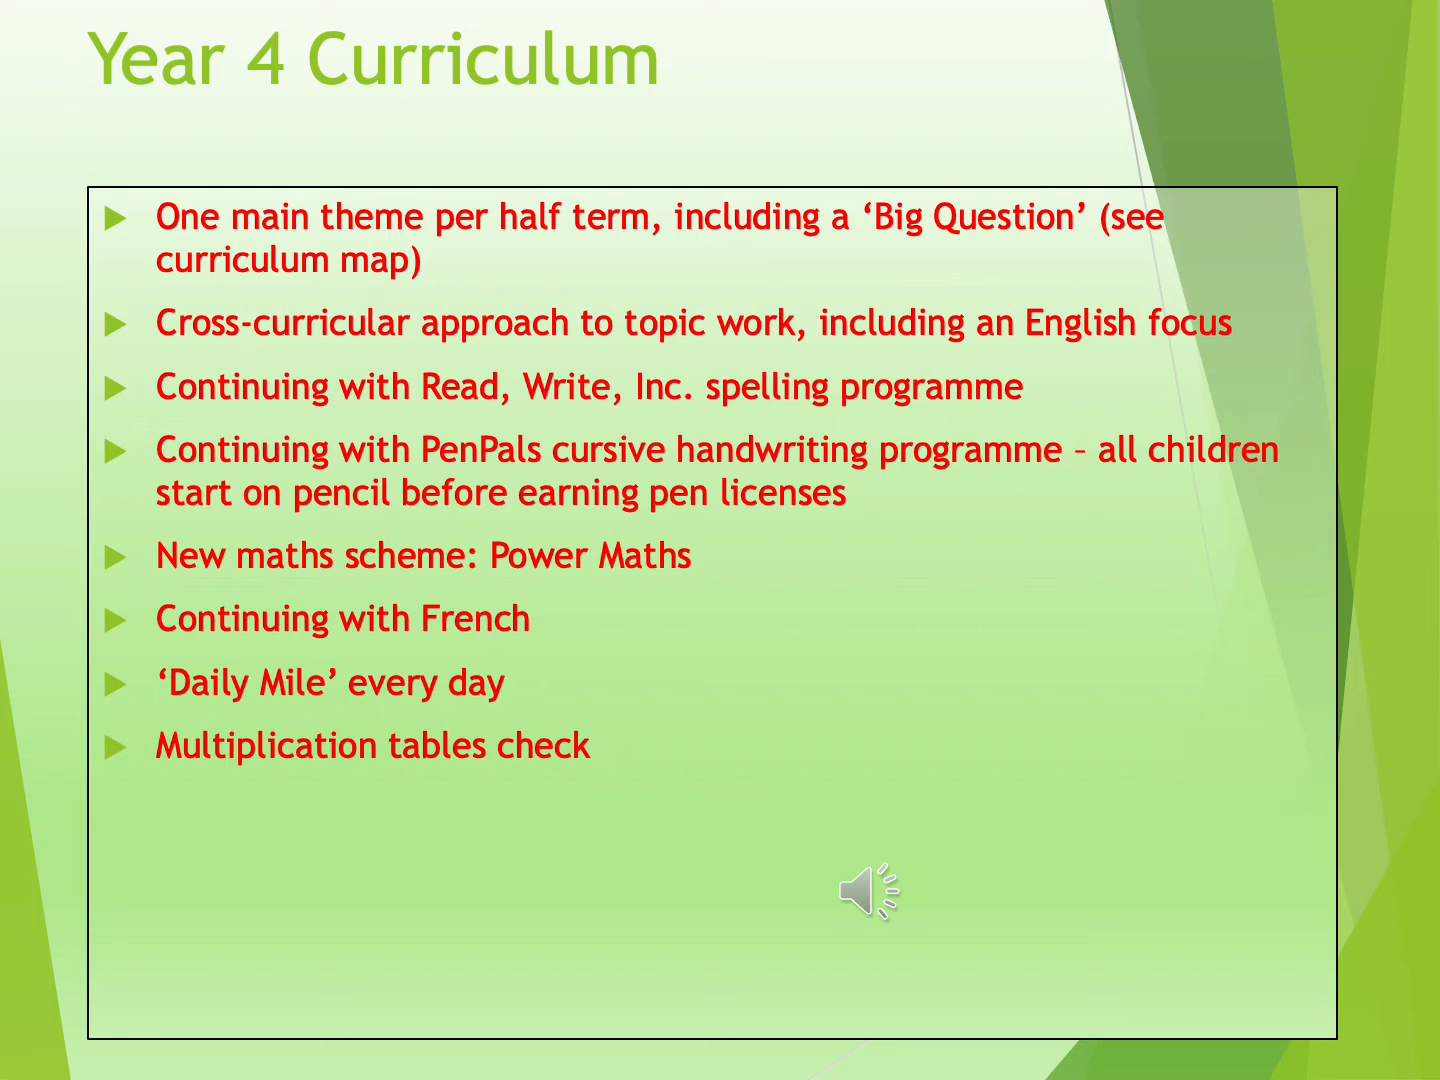 Year 4 Curriculum
One main theme per half term, including a ‘Big Question’ (see
curriculum map)
Cross-curricular approach to topic work, including an English focus
Continuing with Read, Write, Inc. spelling programme
Continuing with PenPals cursive handwriting programme – all children
start on pencil before earning pen licenses
New maths scheme: Power Maths
Continuing with French
‘Daily Mile’ every day
Multiplication tables check